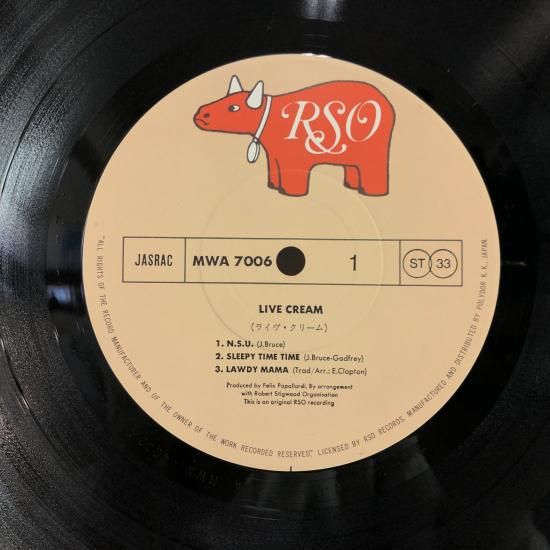 RSO
JASRAC
MWA 7006
1
ST 33
LIVE CREAM
(ライヴ・クリーム)
1. N.S.U. (J.Bruce)
2. SLEEPY TIME TIME (J.Bruce-Godfrey)
3. LAWDY MAMA (Trad/Arr.: E.Clapton)
Produced by Felix Papallardi, By arrangement
with Robert Stigwood Organisation
This is an original RSO recording
"ALL RIGHTS OF THE RECORD MANUFACTURER AND OF THE OWNER OF THE WORK RECORDED RESERVED." LICENSED BY RSO RECORDS. MANUFACTURED AND DISTRIBUTED BY POLYDOR K. K., JAPAN.